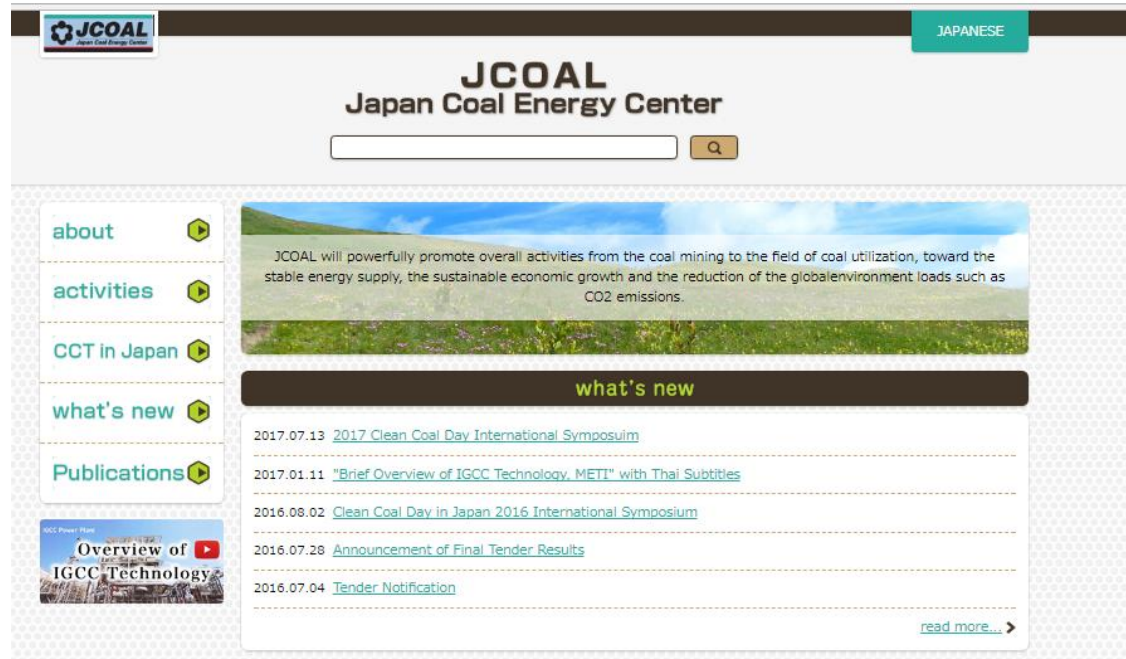 JCOAL
Japan Coal Energy Center
JAPANESE
JCOAL
Japan Coal Energy Center
about
activities
CCT in Japan
what's new
Publications
IGCC Power Plant
Overview of
IGCC Technology
JCOAL will powerfully promote overall activities from the coal mining to the field of coal utilization, toward the
stable energy supply, the sustainable economic growth and the reduction of the globalenvironment loads such as
CO2 emissions.
what's new
2017.07.13 2017 Clean Coal Day International Symposuim
2017.01.11 "Brief Overview of IGCC Technology, METI" with Thai Subtitles
2016.08.02 Clean Coal Day in Japan 2016 International Symposium
2016.07.28 Announcement of Final Tender Results
2016.07.04 Tender Notification
read more...